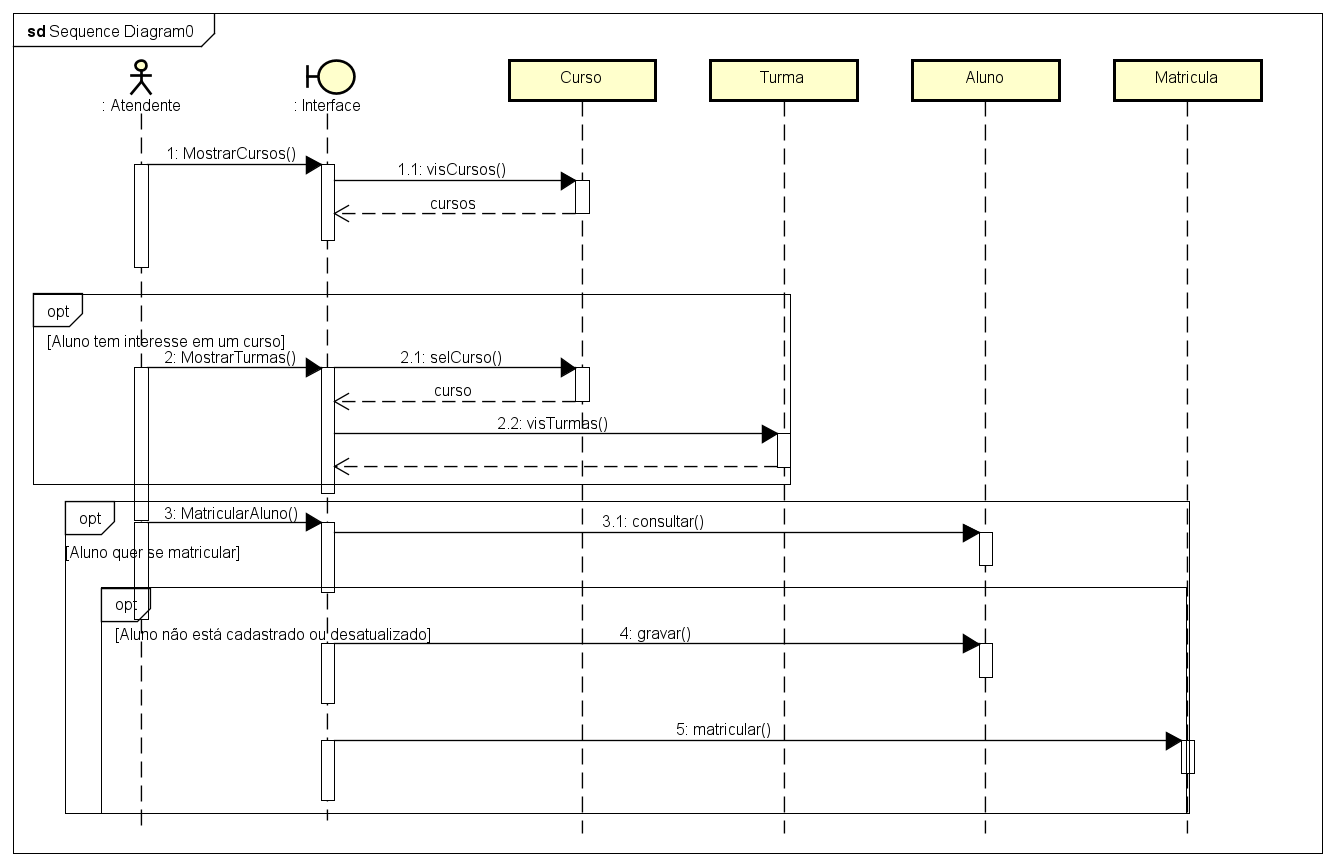 sd Sequence Diagram0
: Atendente
: Interface
Curso
Turma
Aluno
Matricula
1: MostrarCursos()
1.1: visCursos()
cursos
opt
[Aluno tem interesse em um curso]
2: MostrarTurmas()
2.1: selCurso()
curso
2.2: visTurmas()
opt
3: MatricularAluno()
3.1: consultar()
[Aluno quer se matricular]
opt
[Aluno não está cadastrado ou desatualizado]
4: gravar()
5: matricular()